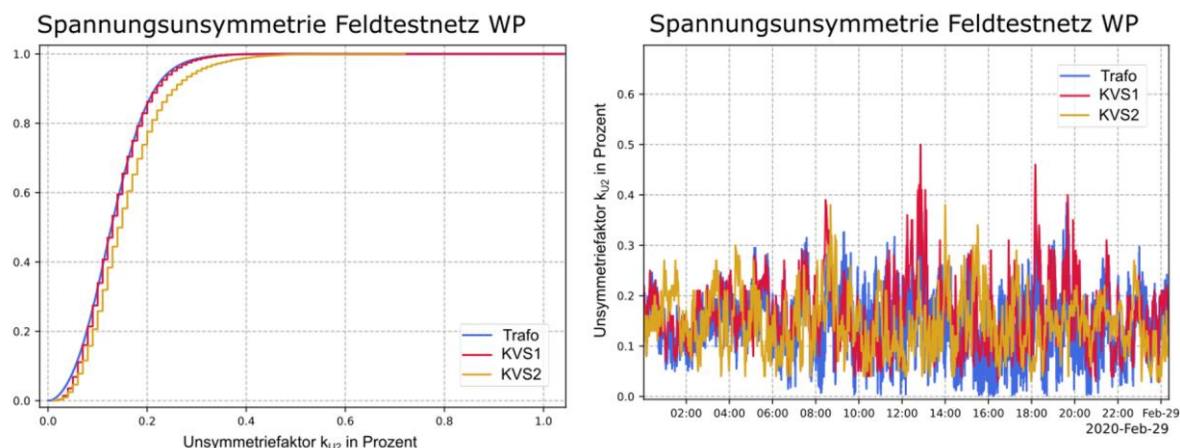 Spannungsunsymmetrie Feldtestnetz WP
1.0
0.8
0.6
0.4
0.2
0.0
Trafo
KVS1
KVS2
0.0 0.2 0.4 0.6 0.8 1.0
Unsymmetriefaktor kU2 in Prozent
Spannungsunsymmetrie Feldtestnetz WP
Unsymmetriefaktor kU2 in Prozent
0.6
0.5
0.4
0.3
0.2
0.1
0.0
Trafo
KVS1
KVS2
02:00 04:00 06:00 08:00 10:00 12:00 14:00 16:00 18:00 20:00 22:00 Feb-29
2020-Feb-29